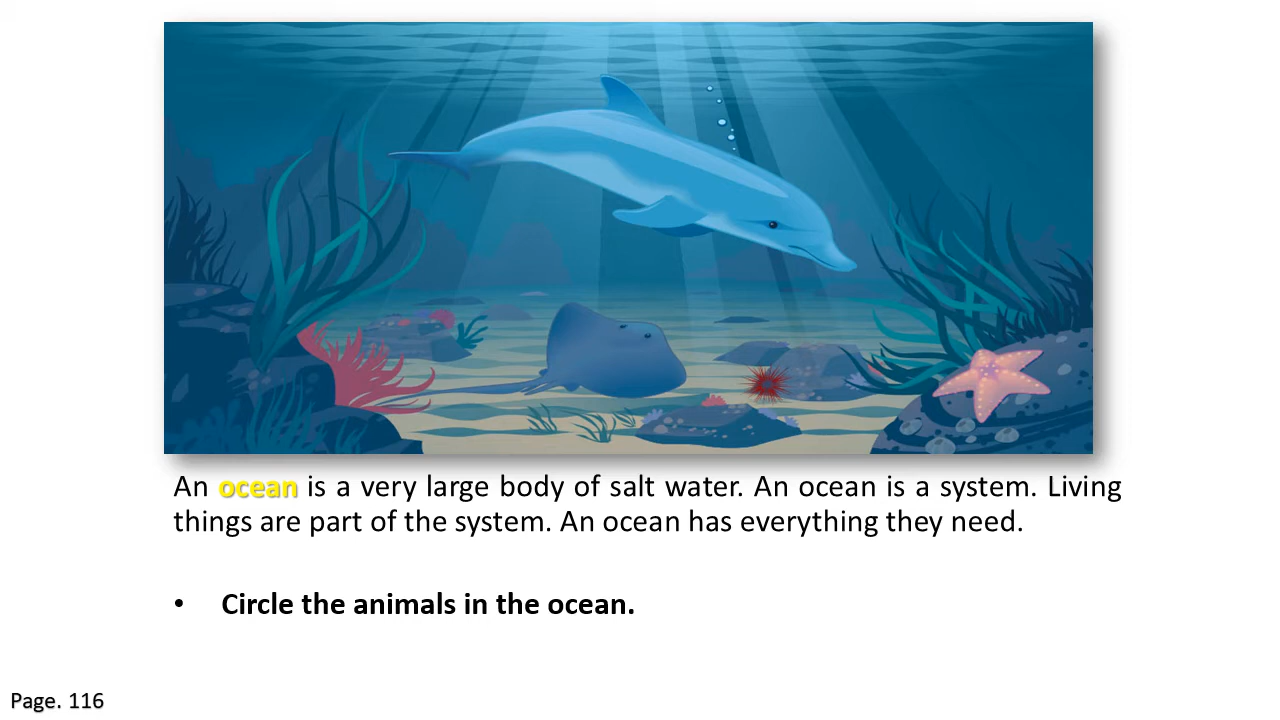 An ocean is a very large body of salt water. An ocean is a system. Living
things are part of the system. An ocean has everything they need.
• Circle the animals in the ocean.
Page. 116